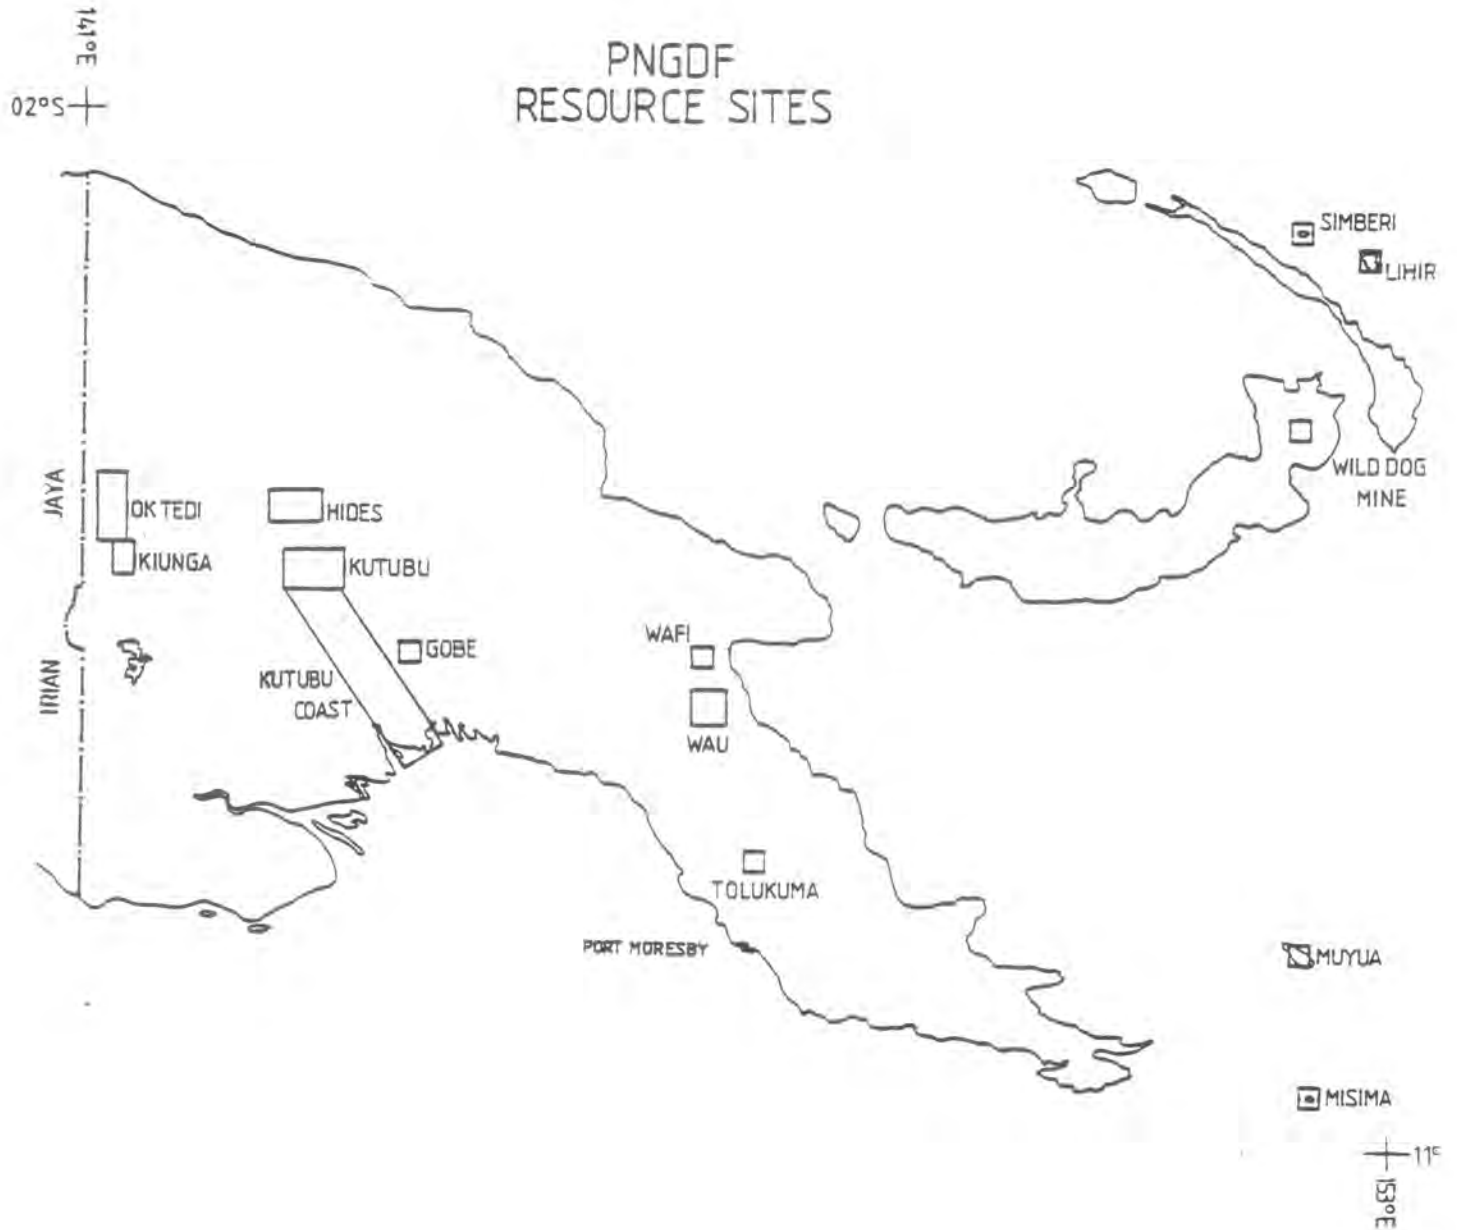 141°E
PNGDF
02°S
RESOURCE SITES
SIMBERI
LIHIR
WILD DOG
MINE
JAYA
OK TEDI
HIDES
KIUNGA
KUTUBU
WAFI
GOBE
IRIAN
KUTUBU
COAST
WAU
TOLUKUMA
PORT MORESBY
MUYUA
MISIMA
11°
153°E